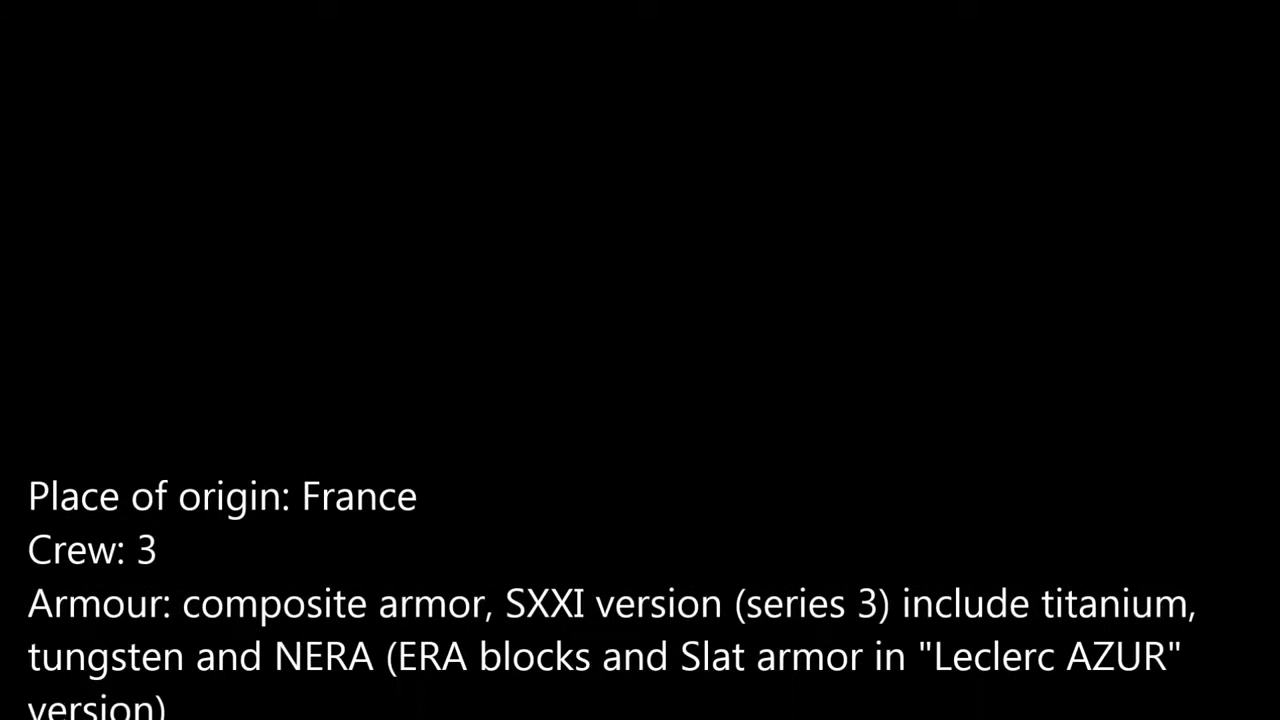 Place of origin: France
Crew: 3
Armour: composite armor, SXXI version (series 3) include titanium,
tungsten and NERA (ERA blocks and Slat armor in "Leclerc AZUR"
version)